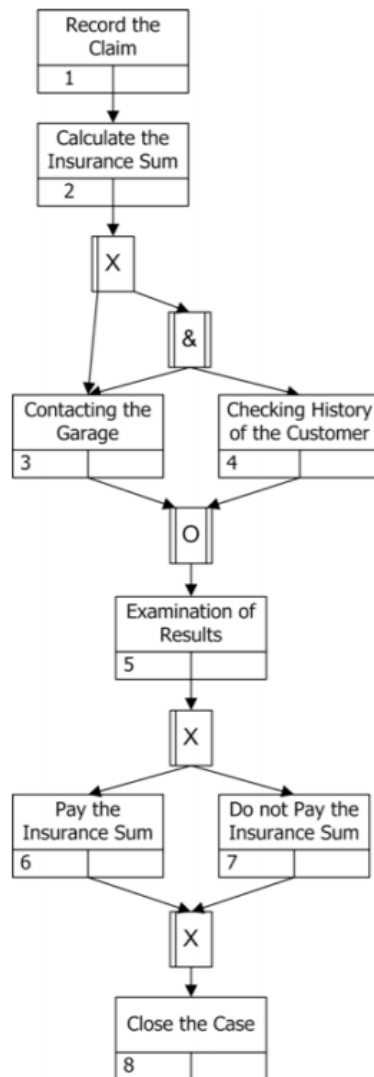 Record the
Claim
1
Calculate the
Insurance Sum
2
X
&
Contacting the
Garage
3
Checking History
of the Customer
4
O
Examination of
Results
5
X
Pay the
Insurance Sum
6
Do not Pay the
Insurance Sum
7
X
Close the Case
8